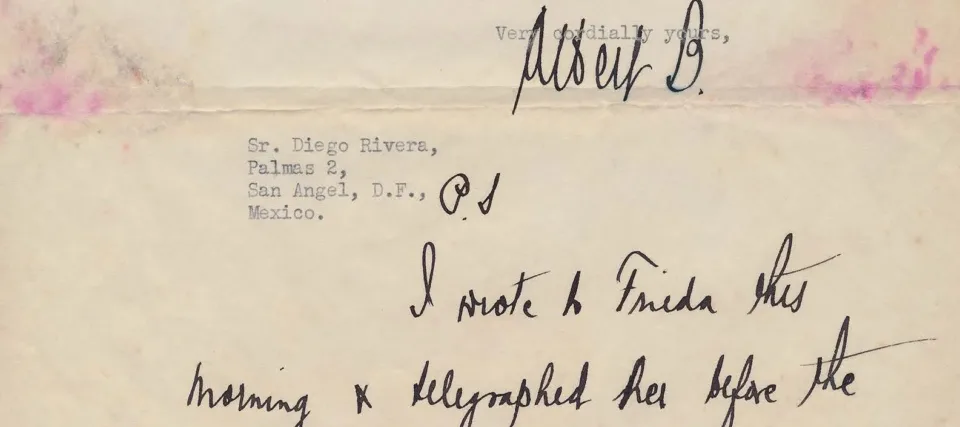 Very cordially yours,
Albert B.
Sr. Diego Rivera,
Palmas 2,
San Angel, D.F.,
Mexico.
P.S
I wrote to Frieda this
morning & telegraphed her before the